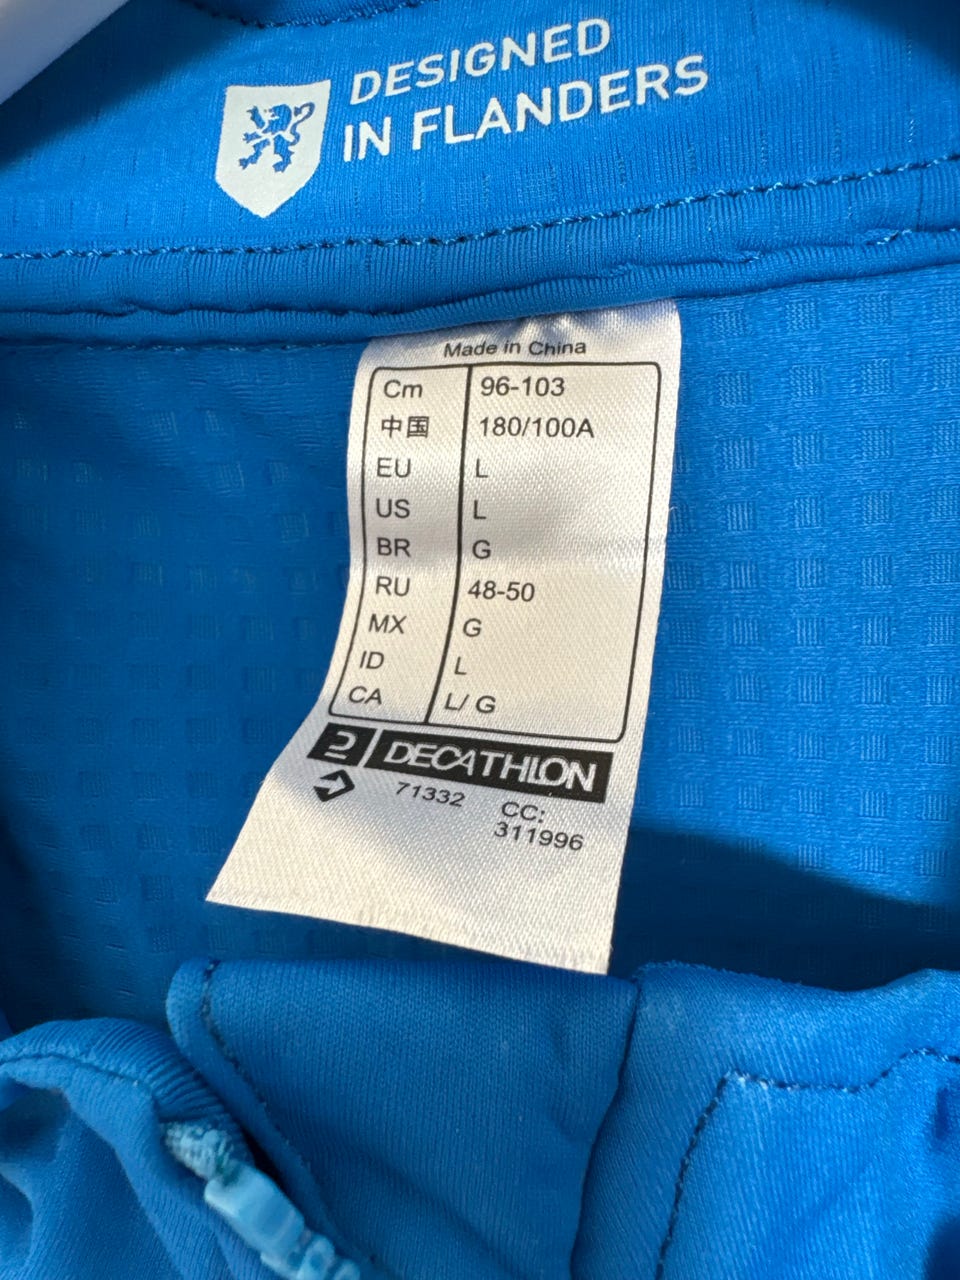 DESIGNED
IN FLANDERS
Made in China
Cm 96-103
中国 180/100A
EU L
US L
BR G
RU 48-50
MX G
ID L
CA L/ G
DECATHLON
71332 CC:
311996